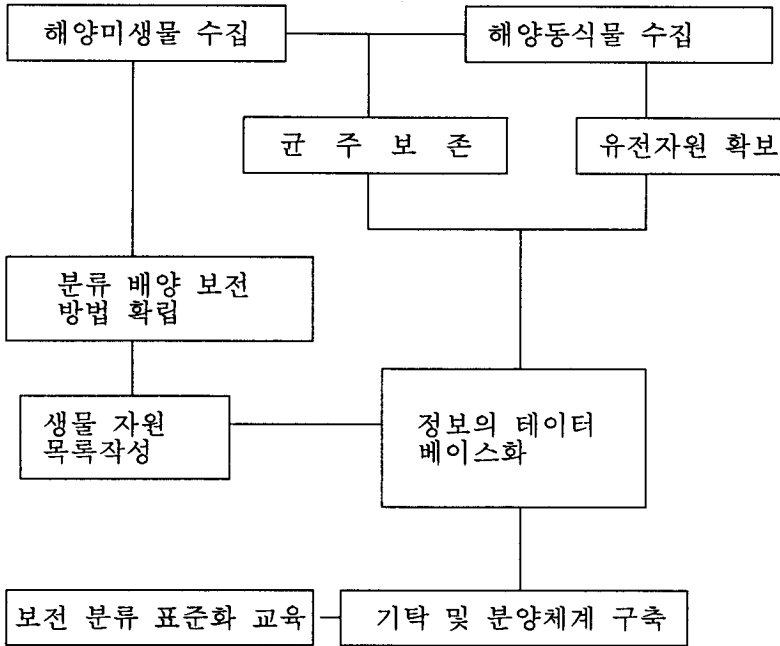 해양미생물 수집
해양동식물 수집
균 주 보 존
유전자원 확보
분류 배양 보전
방법 확립
생물 자원
목록작성
정보의 테이터
베이스화
보전 분류 표준화 교육
기탁 및 분양체계 구축